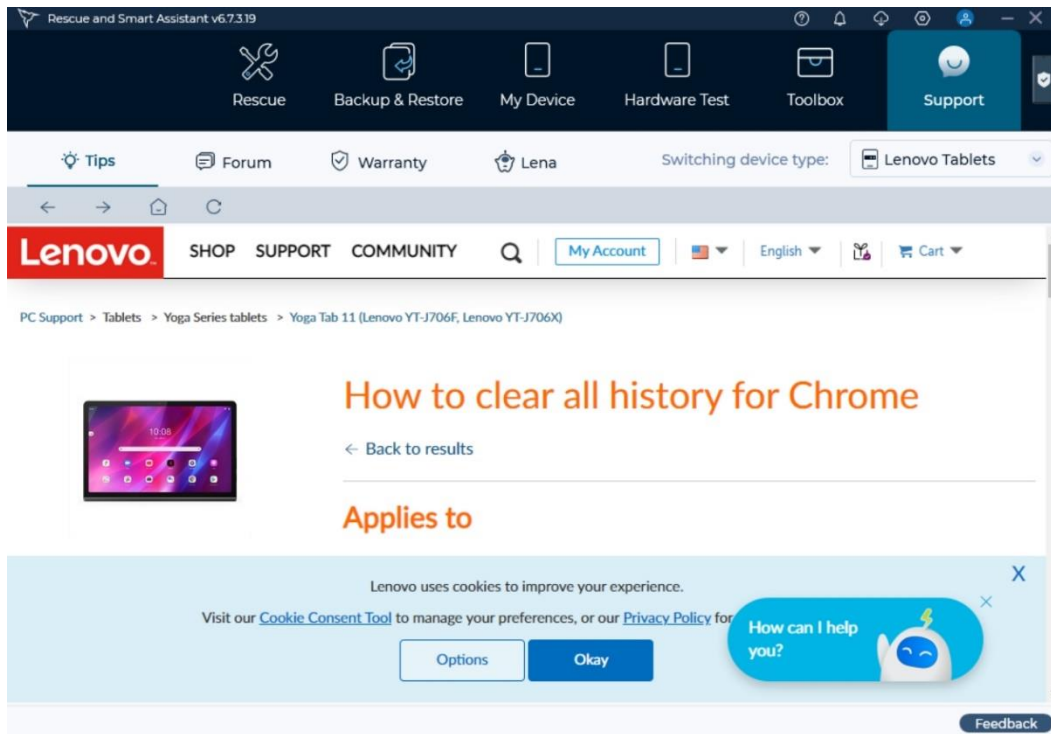 Rescue and Smart Assistant v6.7.3.19
Rescue
Backup & Restore
My Device
Hardware Test
Toolbox
Support
Tips
Forum
Warranty
Lena
Switching device type:
Lenovo Tablets
Lenovo
SHOP
SUPPORT
COMMUNITY
My Account
English
Cart
PC Support > Tablets > Yoga Series tablets > Yoga Tab 11 (Lenovo YT-J706F, Lenovo YT-J706X)
10:08
How to clear all history for Chrome
← Back to results
Applies to
Lenovo uses cookies to improve your experience.
Visit our Cookie Consent Tool to manage your preferences, or our Privacy Policy for
Options
Okay
X
How can I help
you?
Feedback